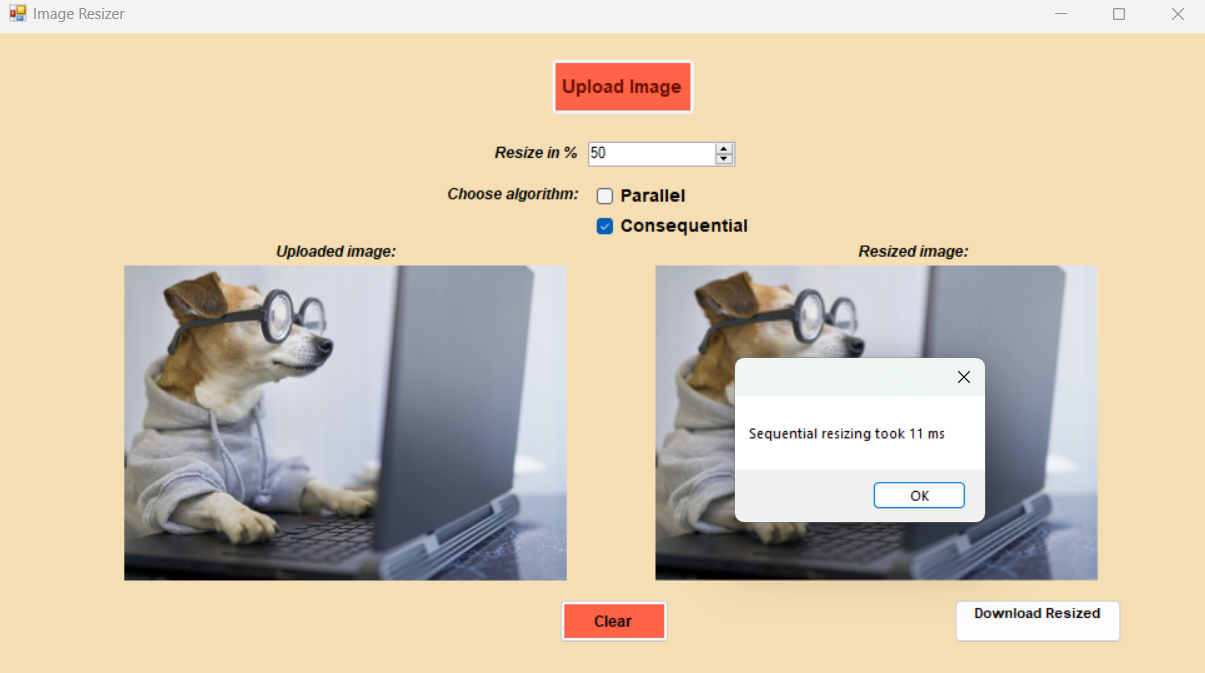 Image Resizer
Upload Image
Resize in % 50
Choose algorithm: Parallel
Consequential
Uploaded image:
Resized image:
Sequential resizing took 11 ms
OK
Clear
Download Resized